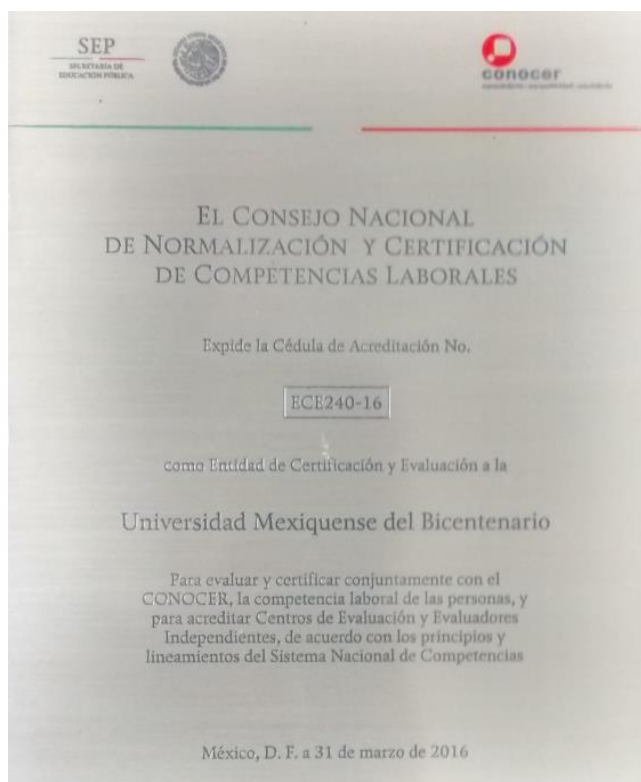 SEP
SECRETARÍA DE
EDUCACIÓN PÚBLICA
conocer
EL CONSEJO NACIONAL
DE NORMALIZACIÓN Y CERTIFICACIÓN
DE COMPETENCIAS LABORALES
Expide la Cédula de Acreditación No.
ECE240-16
como Entidad de Certificación y Evaluación a la
Universidad Mexiquense del Bicentenario
Para evaluar y certificar conjuntamente con el
CONOCER, la competencia laboral de las personas, y
para acreditar Centros de Evaluación y Evaluadores
Independientes, de acuerdo con los principios y
lineamientos del Sistema Nacional de Competencias
México, D. F. a 31 de marzo de 2016